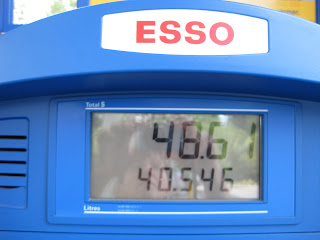 ESSO
Total $
48.61
40.546
Litres